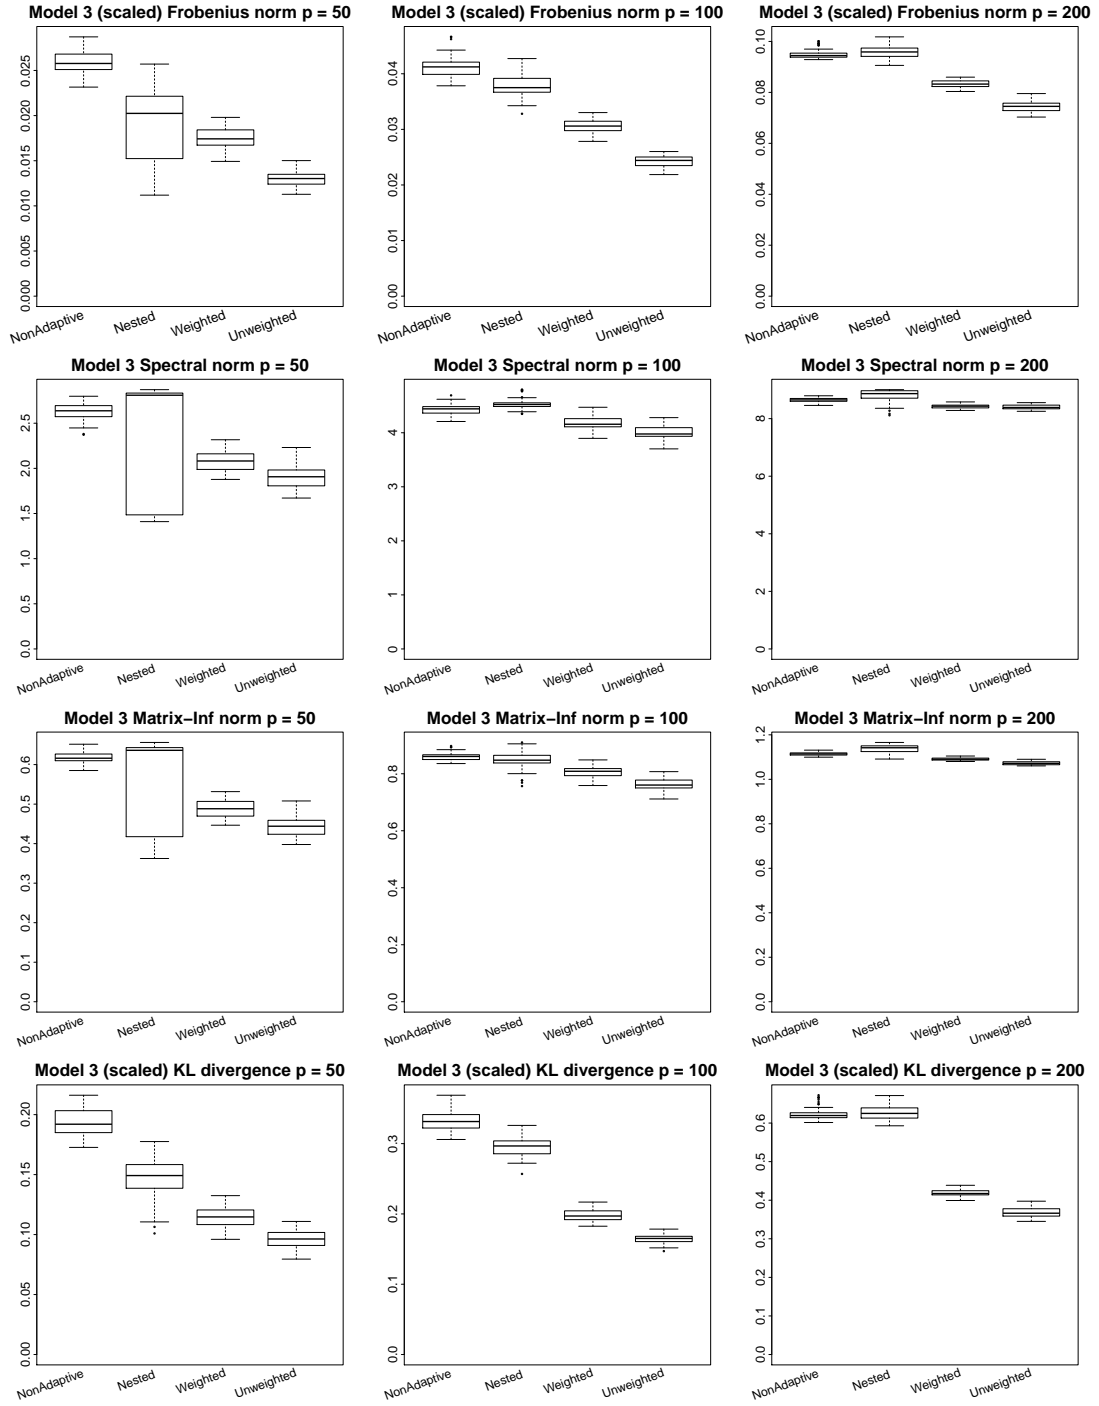 Model 3 (scaled) Frobenius norm p = 50
0.000 0.005 0.010 0.015 0.020 0.025
NonAdaptive Nested Weighted Unweighted
Model 3 (scaled) Frobenius norm p = 100
0.00 0.01 0.02 0.03 0.04
NonAdaptive Nested Weighted Unweighted
Model 3 (scaled) Frobenius norm p = 200
0.00 0.02 0.04 0.06 0.08 0.10
NonAdaptive Nested Weighted Unweighted
Model 3 Spectral norm p = 50
0.0 0.5 1.0 1.5 2.0 2.5
NonAdaptive Nested Weighted Unweighted
Model 3 Spectral norm p = 100
0 1 2 3 4
NonAdaptive Nested Weighted Unweighted
Model 3 Spectral norm p = 200
0 2 4 6 8
NonAdaptive Nested Weighted Unweighted
Model 3 Matrix−Inf norm p = 50
0.0 0.1 0.2 0.3 0.4 0.5 0.6
NonAdaptive Nested Weighted Unweighted
Model 3 Matrix−Inf norm p = 100
0.0 0.2 0.4 0.6 0.8
NonAdaptive Nested Weighted Unweighted
Model 3 Matrix−Inf norm p = 200
0.0 0.2 0.4 0.6 0.8 1.0 1.2
NonAdaptive Nested Weighted Unweighted
Model 3 (scaled) KL divergence p = 50
0.00 0.05 0.10 0.15 0.20
NonAdaptive Nested Weighted Unweighted
Model 3 (scaled) KL divergence p = 100
0.0 0.1 0.2 0.3
NonAdaptive Nested Weighted Unweighted
Model 3 (scaled) KL divergence p = 200
0.0 0.1 0.2 0.3 0.4 0.5 0.6
NonAdaptive Nested Weighted Unweighted